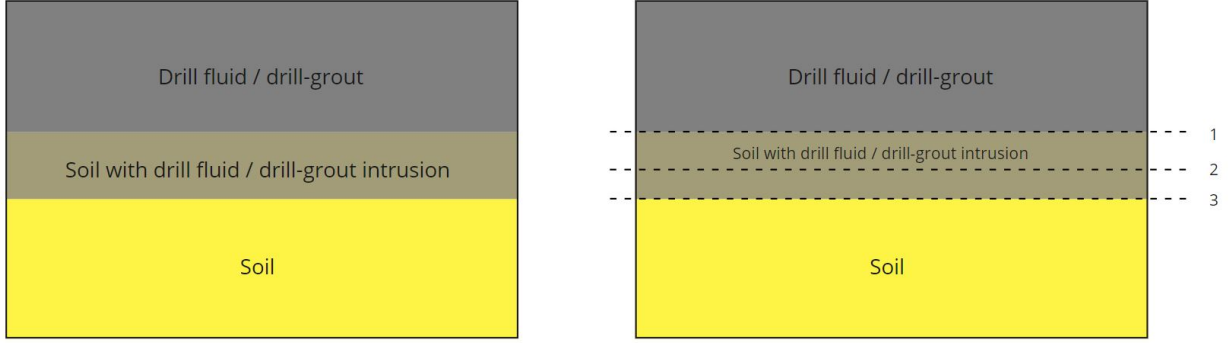 Drill fluid / drill-grout
Soil with drill fluid / drill-grout intrusion
Soil
Drill fluid / drill-grout
1
Soil with drill fluid / drill-grout intrusion
2
3
Soil